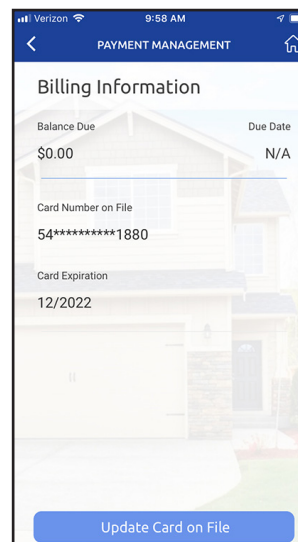 Verizon 9:58 AM
PAYMENT MANAGEMENT
Billing Information
Balance Due Due Date
$0.00 N/A
Card Number on File
54**********1880
Card Expiration
12/2022
Update Card on File